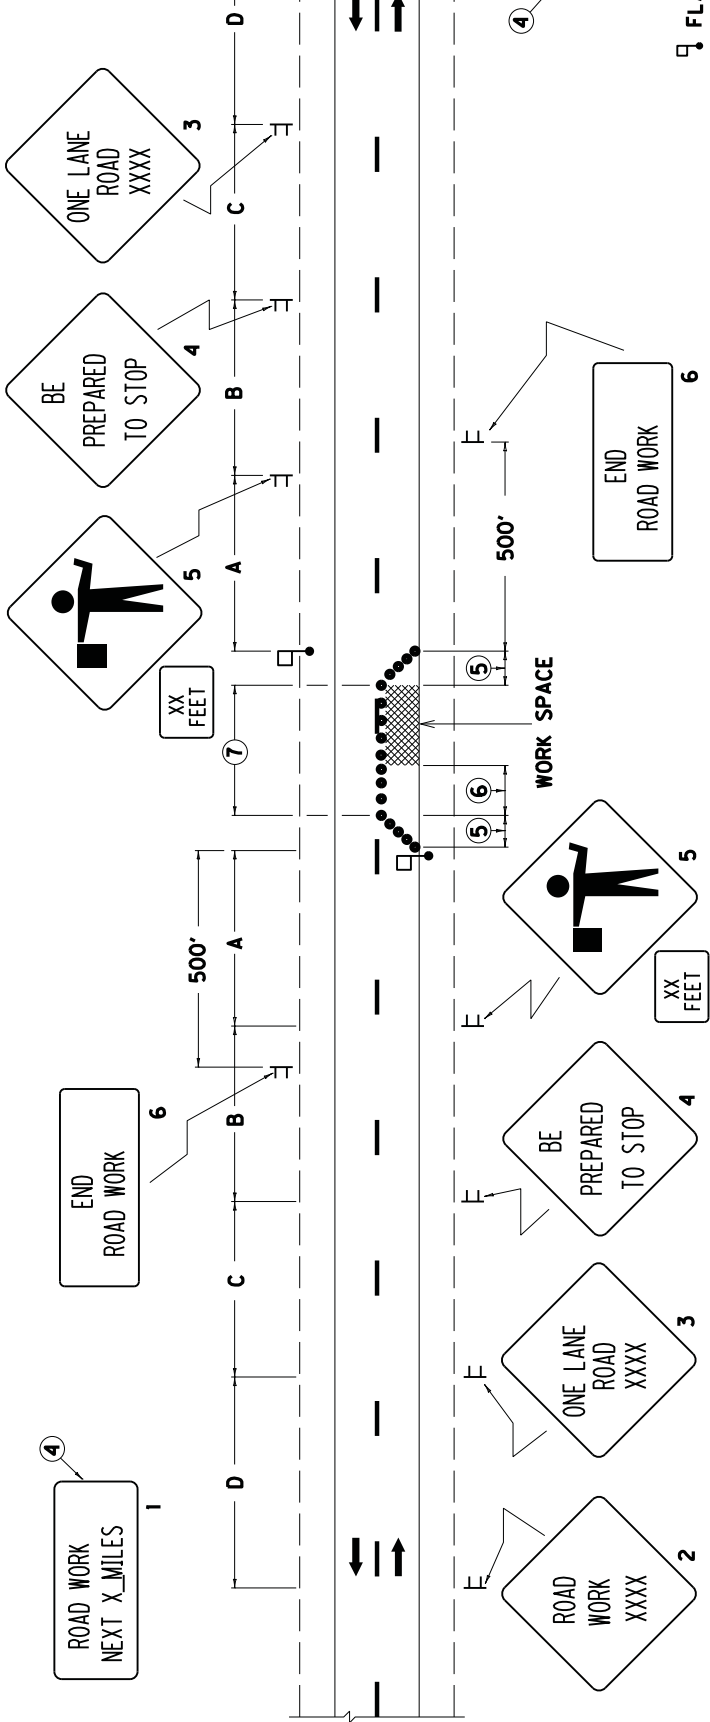 ROAD WORK
NEXT X_MILES
1
4
END
ROAD WORK
6
XX
FEET
5
BE
PREPARED
TO STOP
4
ONE LANE
ROAD
XXXX
3
500'
D
C
B
A
7
A
B
C
D
5
6
5
500'
WORK SPACE
ROAD
WORK
XXXX
2
ONE LANE
ROAD
XXXX
3
BE
PREPARED
TO STOP
4
XX
FEET
5
END
ROAD WORK
6
4
FL